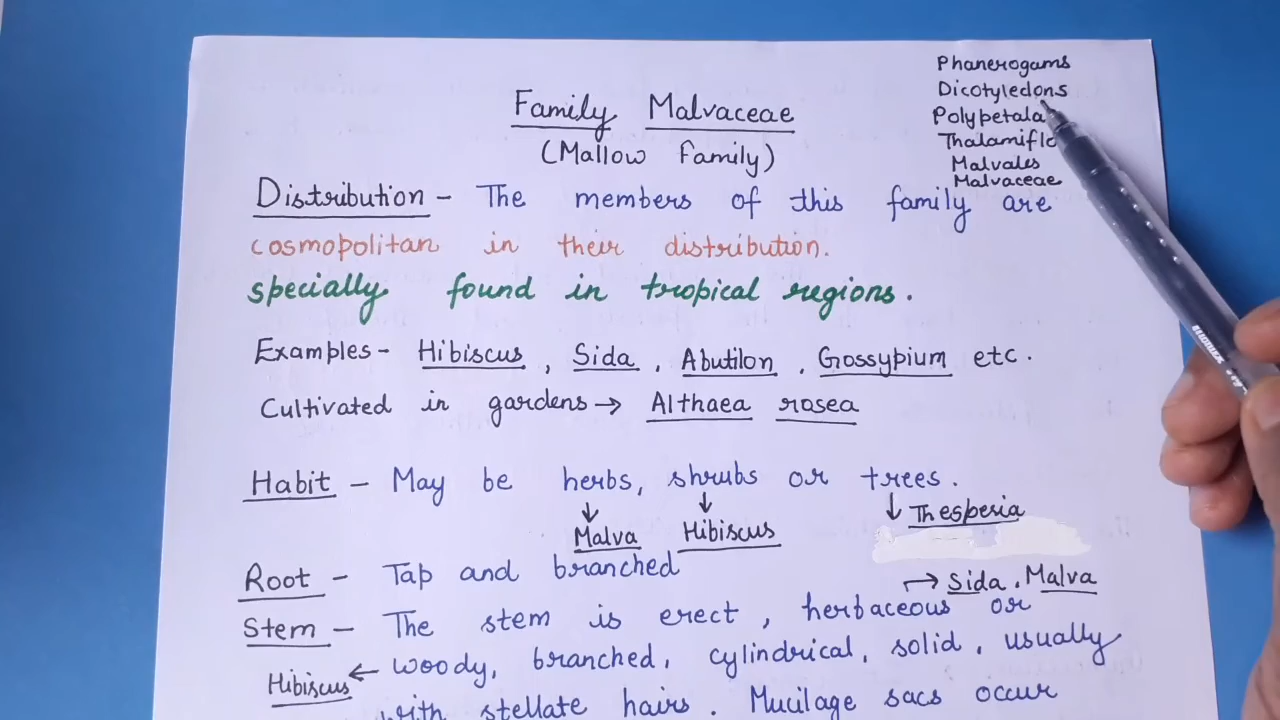 Phanerogams
Dicotyledons
Polypetala
Thalamiflo
Malvales
Malvaceae
Family Malvaceae
(Mallow Family)
Distribution - The members of this family are
cosmopolitan in their distribution.
specially found in tropical regions.
Examples - Hibiscus, Sida, Abutilon, Gossypium etc.
Cultivated in gardens → Althaea rosea
Habit - May be herbs, shrubs or trees.
↓ ↓ ↓ Thespesia
Malva Hibiscus
Root - Tap and branched
→ Sida, Malva
Stem - The stem is erect, herbaceous or
Hibiscus ← woody, branched, cylindrical, solid, usually
with stellate hairs. Mucilage sacs occur